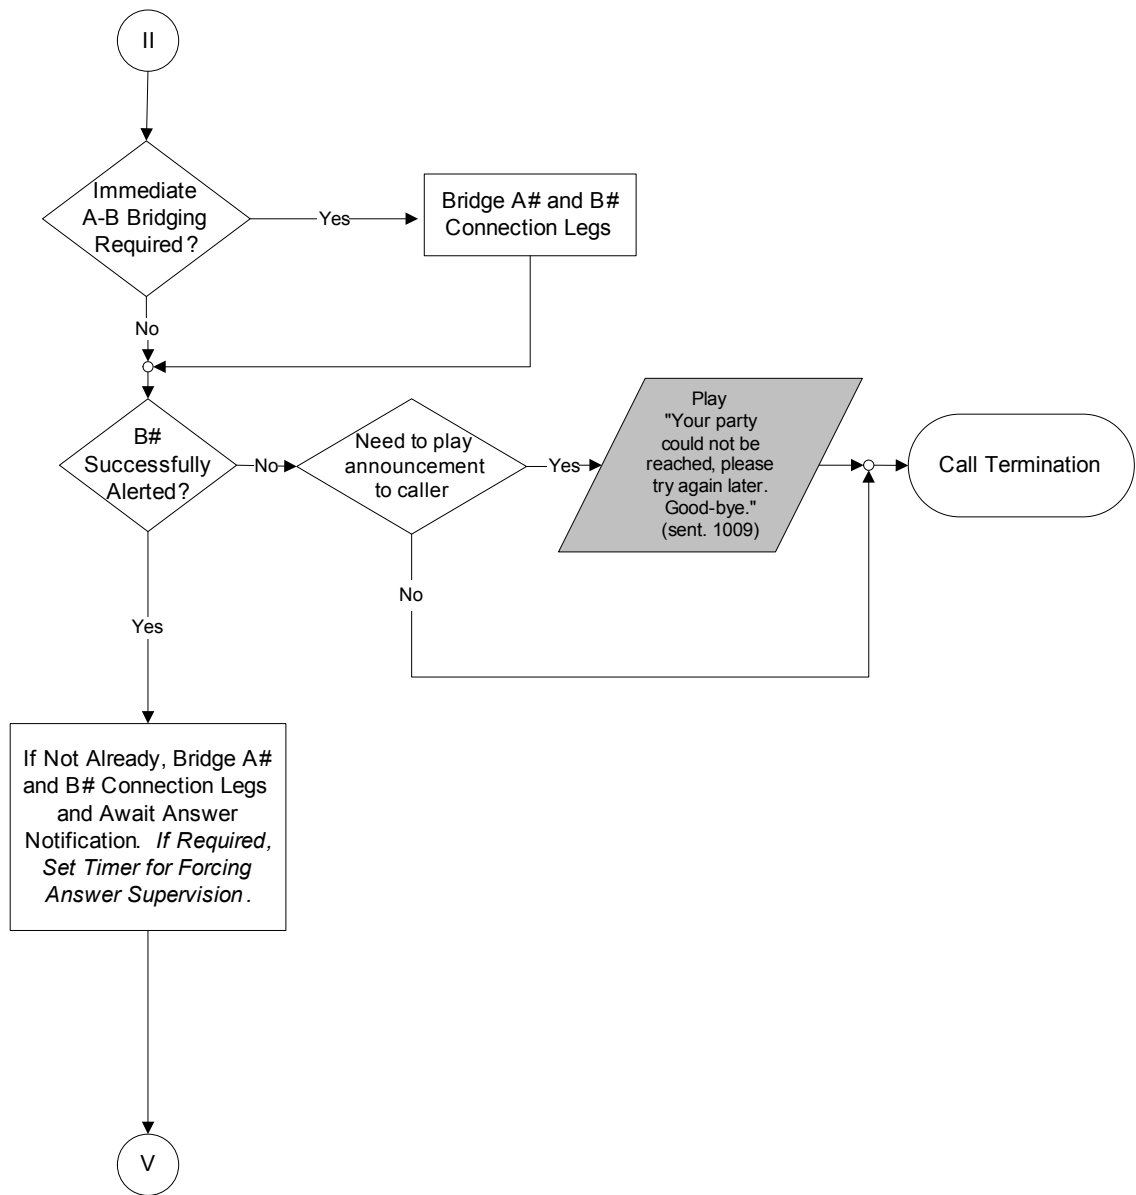 II
Immediate
A-B Bridging
Required?
Yes
Bridge A# and B#
Connection Legs
No
B#
Successfully
Alerted?
No
Need to play
announcement
to caller
Yes
Play
"Your party
could not be
reached, please
try again later.
Good-bye."
(sent. 1009)
Call Termination
No
Yes
If Not Already, Bridge A#
and B# Connection Legs
and Await Answer
Notification. If Required,
Set Timer for Forcing
Answer Supervision.
V